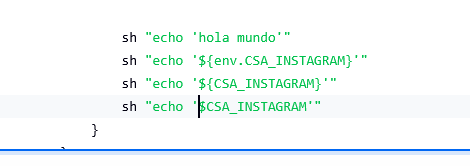 sh "echo 'hola mundo'"
sh "echo '${env.CSA_INSTAGRAM}'"
sh "echo '${CSA_INSTAGRAM}'"
sh "echo '$CSA_INSTAGRAM'"
}